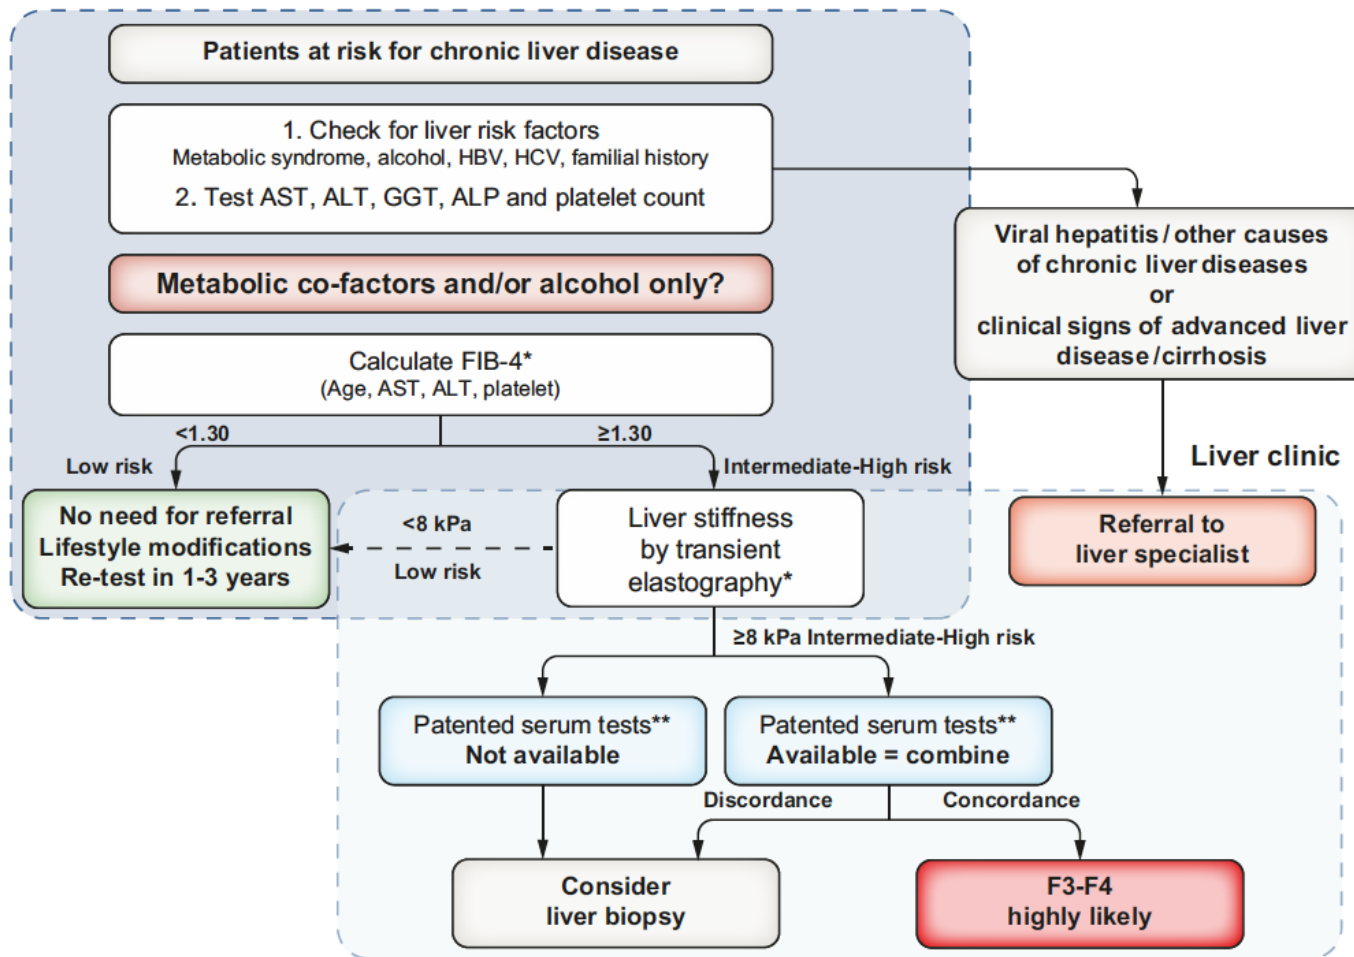 Patients at risk for chronic liver disease
1. Check for liver risk factors
Metabolic syndrome, alcohol, HBV, HCV, familial history
2. Test AST, ALT, GGT, ALP and platelet count
Viral hepatitis / other causes
of chronic liver diseases
or
clinical signs of advanced liver
disease /cirrhosis
Metabolic co-factors and/or alcohol only?
Calculate FIB-4*
(Age, AST, ALT, platelet)
<1.30
≥1.30
Low risk
Intermediate-High risk
Liver clinic
No need for referral
Lifestyle modifications
Re-test in 1-3 years
<8 kPa
Low risk
Liver stiffness
by transient
elastography*
Referral to
liver specialist
≥8 kPa Intermediate-High risk
Patented serum tests**
Not available
Patented serum tests**
Available = combine
Discordance
Concordance
Consider
liver biopsy
F3-F4
highly likely